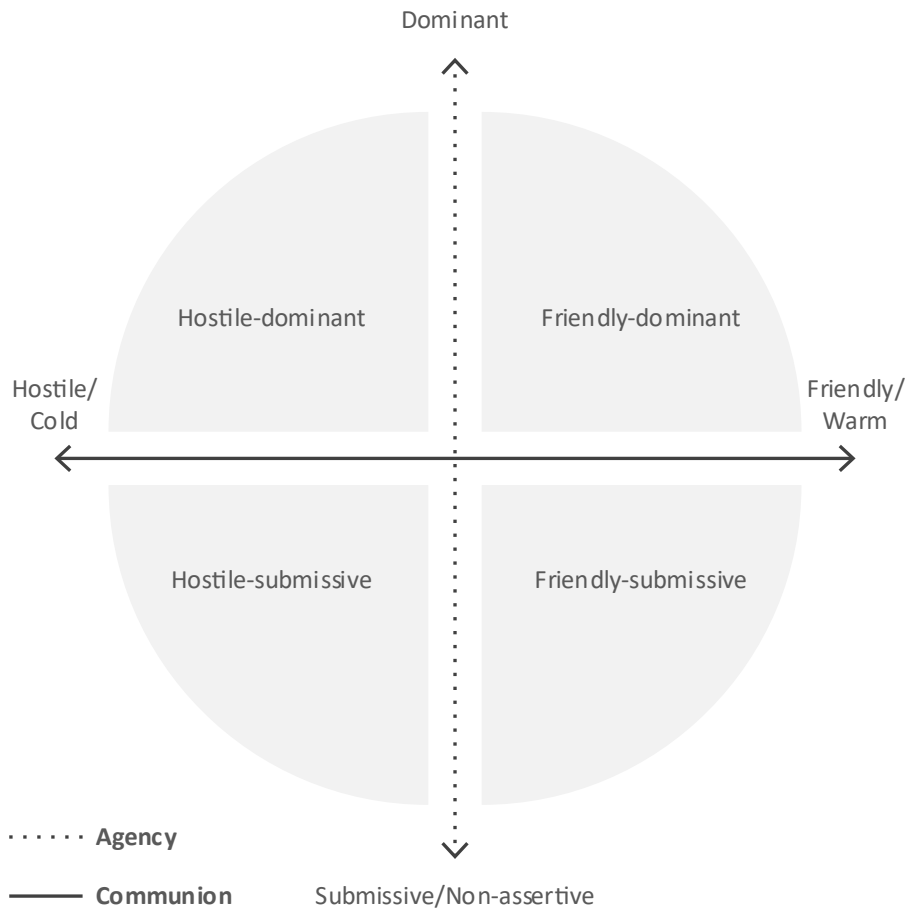 Dominant
Hostile-dominant
Friendly-dominant
Hostile/
Cold
Friendly/
Warm
Hostile-submissive
Friendly-submissive
Agency
Communion
Submissive/Non-assertive